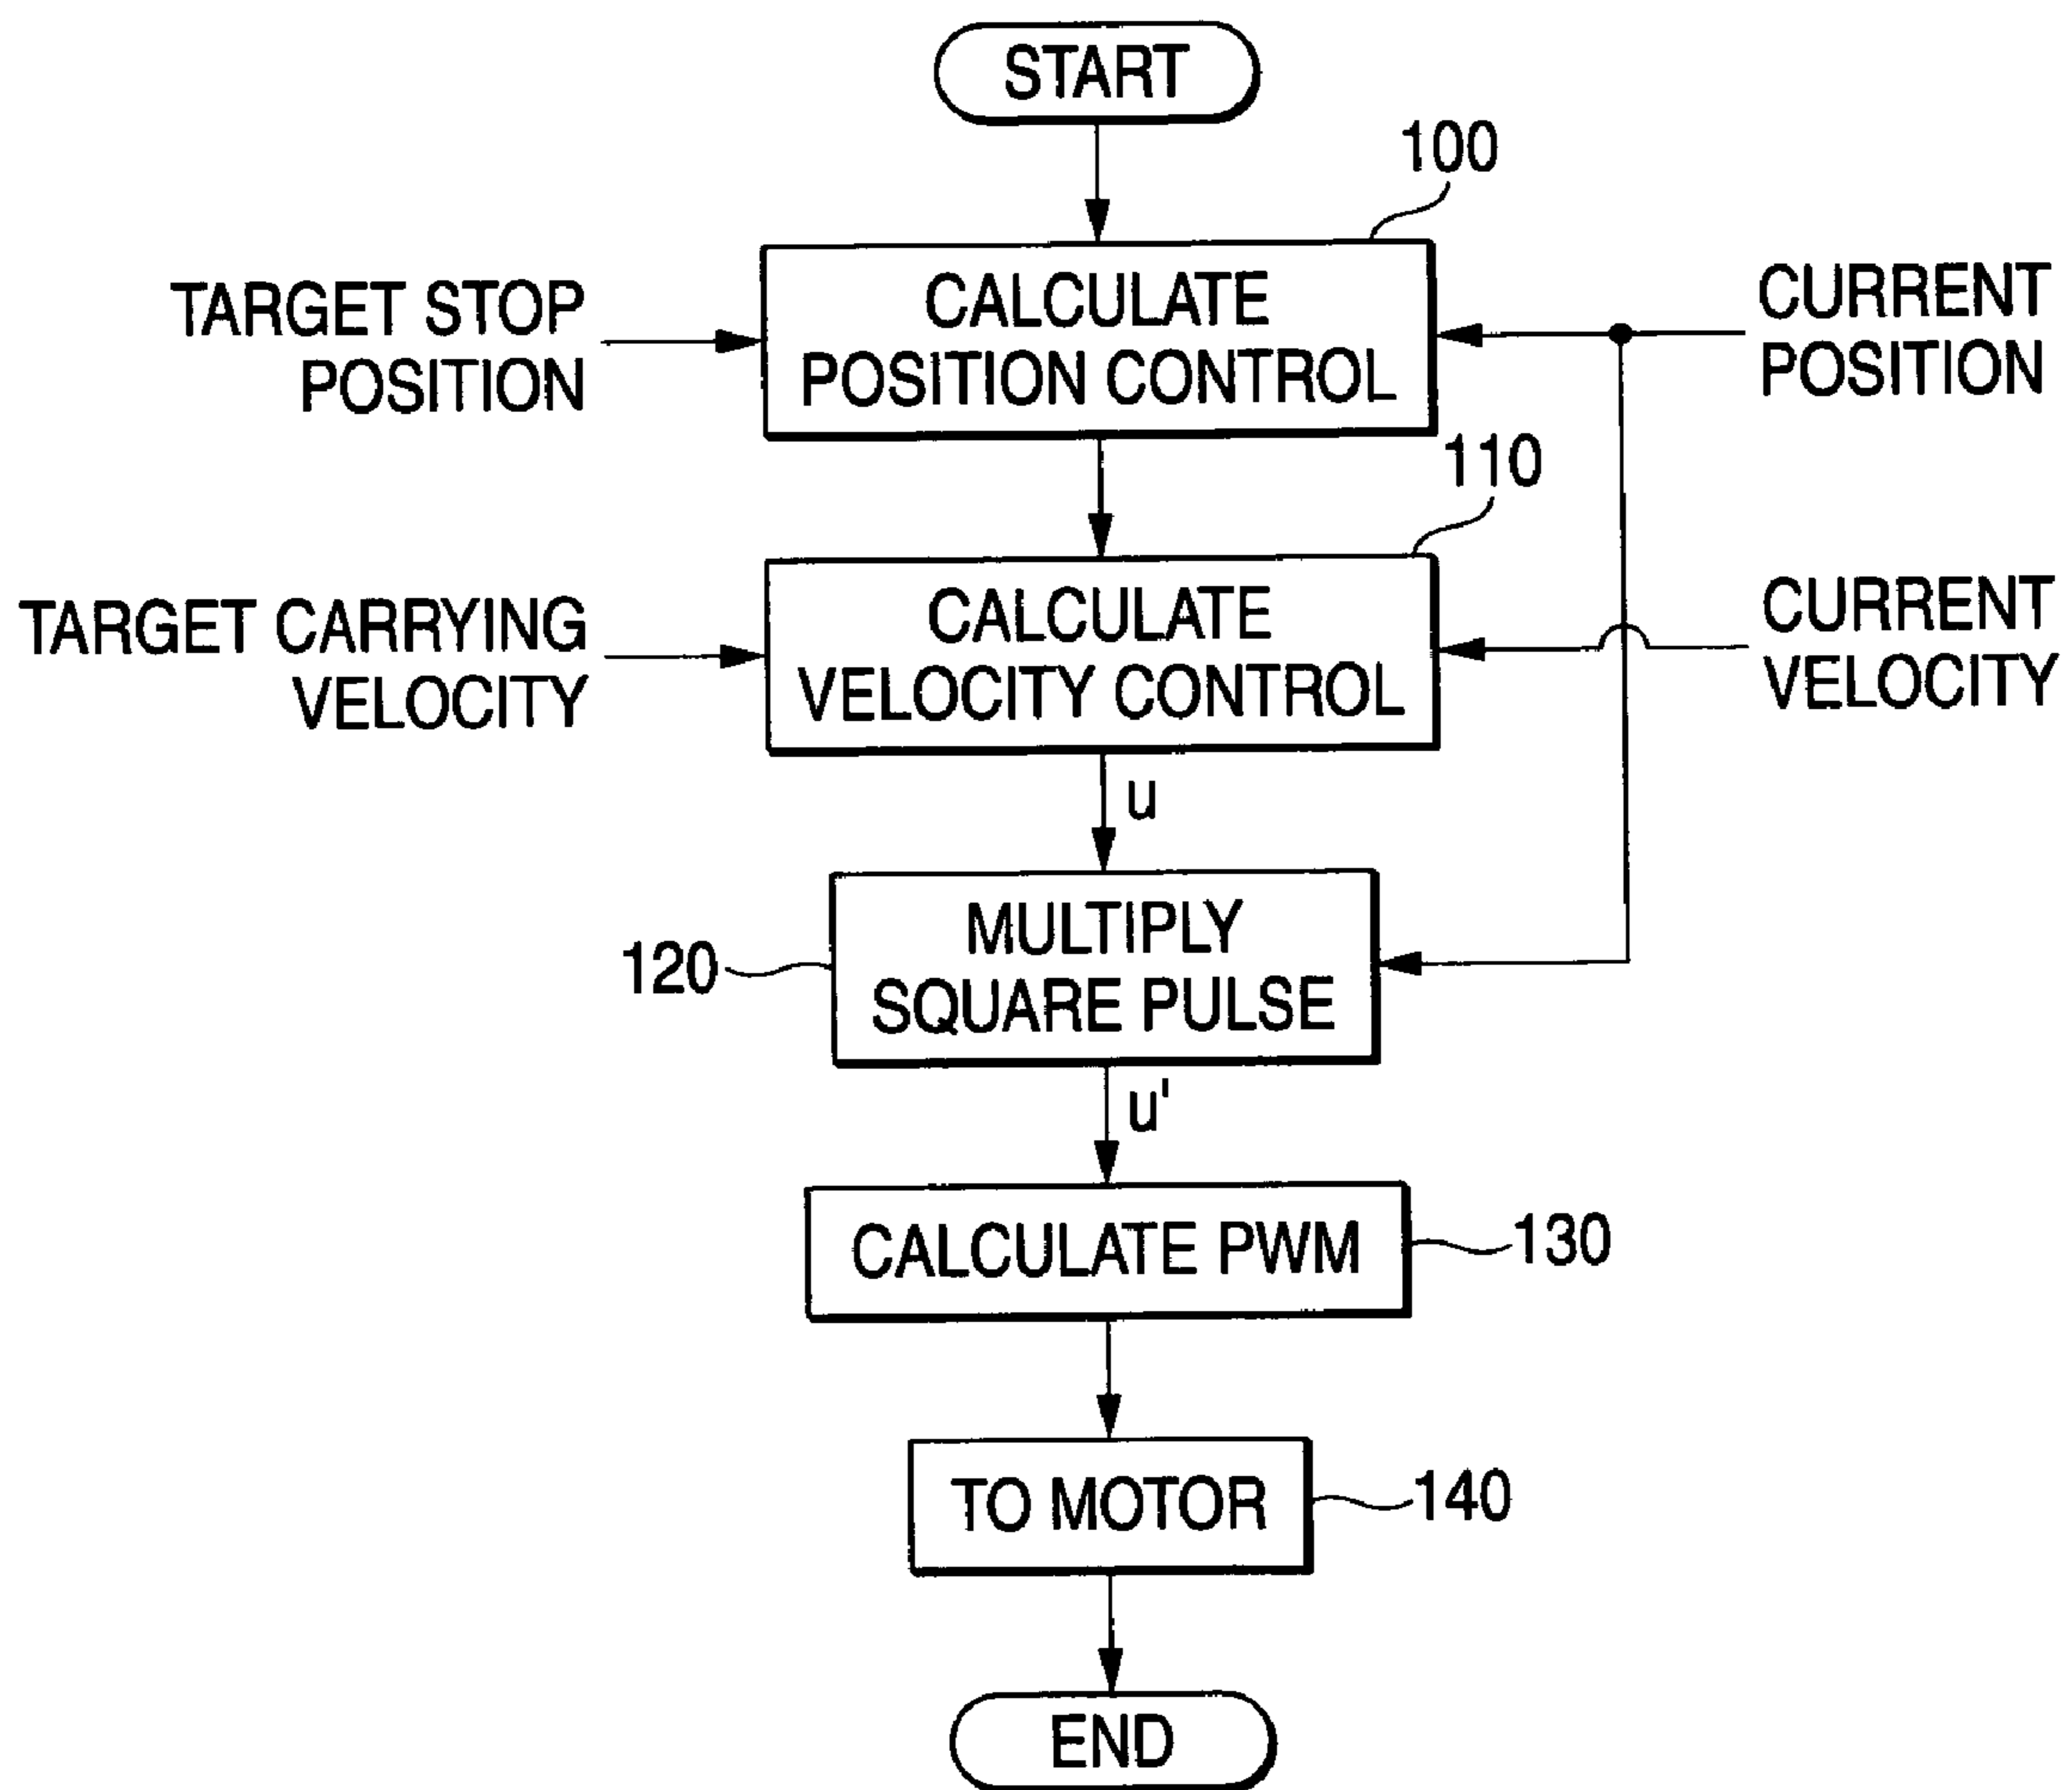 START
100
TARGET STOP
POSITION
CALCULATE
POSITION CONTROL
CURRENT
POSITION
110
TARGET CARRYING
VELOCITY
CALCULATE
VELOCITY CONTROL
CURRENT
VELOCITY
u
120
MULTIPLY
SQUARE PULSE
u'
CALCULATE PWM
130
TO MOTOR
140
END